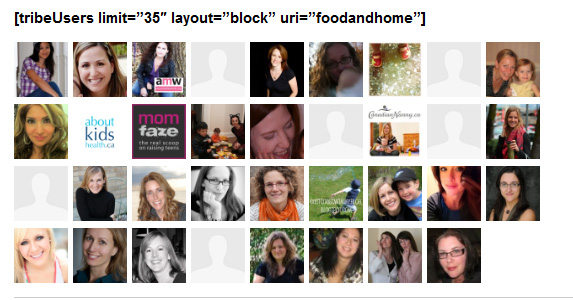 [tribeUsers limit=”35″ layout=”block” uri=”foodandhome”]
amw
about
kids
health.ca
mom
faze
the real scoop
on raising teens
CanadianNanny.ca